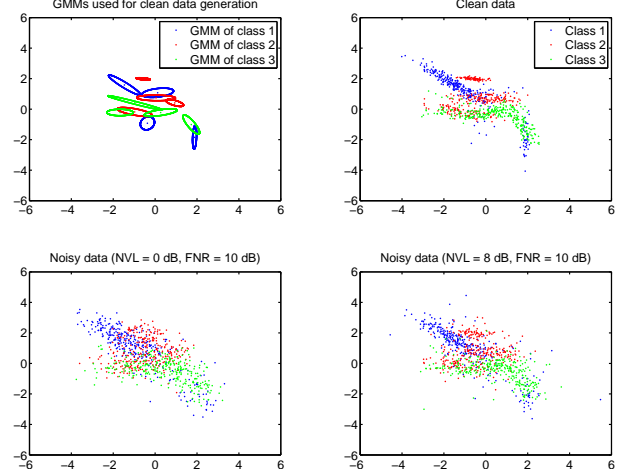 GMMs used for clean data generation
GMM of class 1
GMM of class 2
GMM of class 3
6
4
2
0
−2
−4
−6
−6 −4 −2 0 2 4 6
Clean data
Class 1
Class 2
Class 3
6
4
2
0
−2
−4
−6
−6 −4 −2 0 2 4 6
Noisy data (NVL = 0 dB, FNR = 10 dB)
6
4
2
0
−2
−4
−6
−6 −4 −2 0 2 4 6
Noisy data (NVL = 8 dB, FNR = 10 dB)
6
4
2
0
−2
−4
−6
−6 −4 −2 0 2 4 6